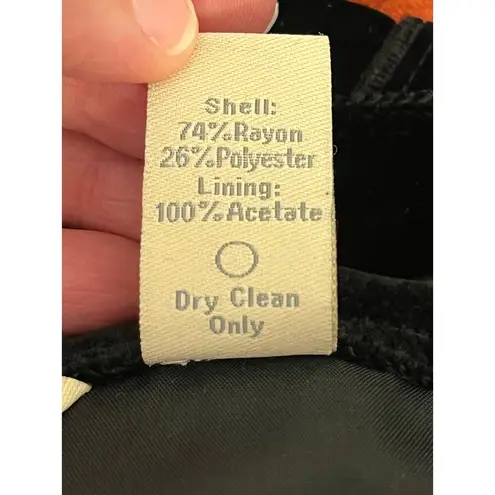 Shell:
74%Rayon
26%Polyester
Lining:
100%Acetate
Dry Clean
Only